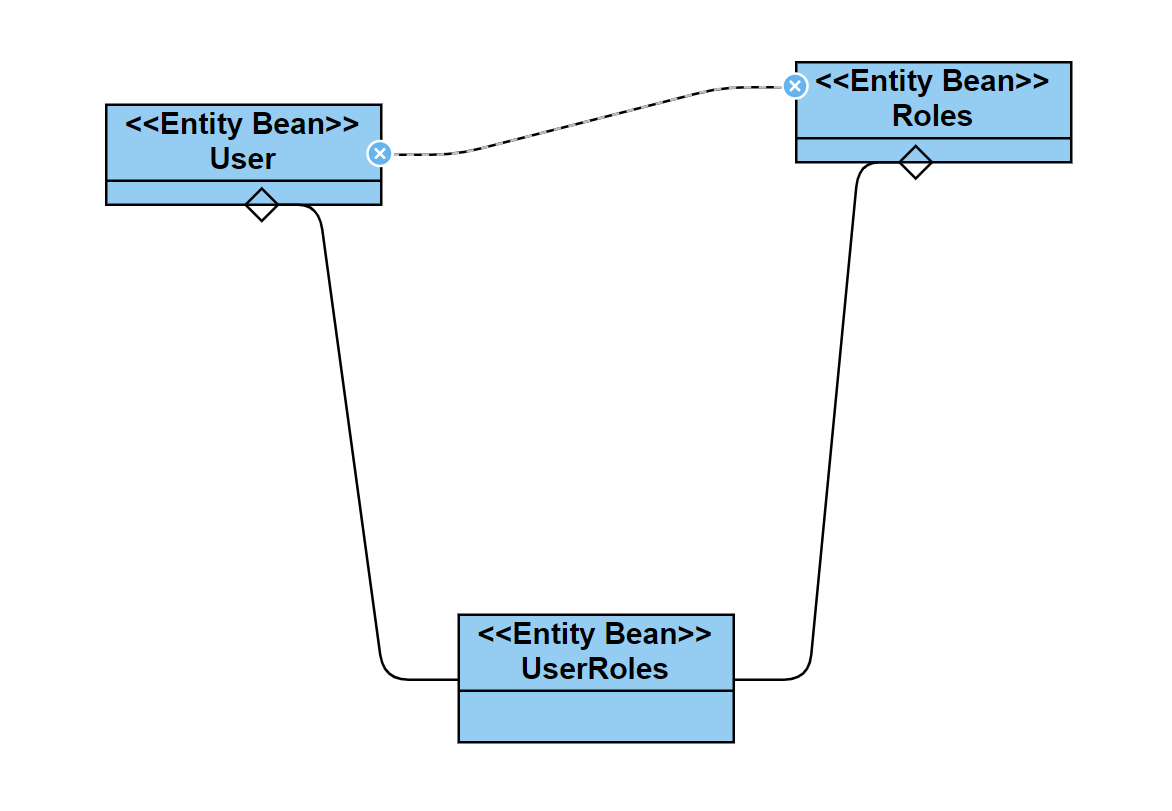 <<Entity Bean>>
User
<<Entity Bean>>
Roles
<<Entity Bean>>
UserRoles